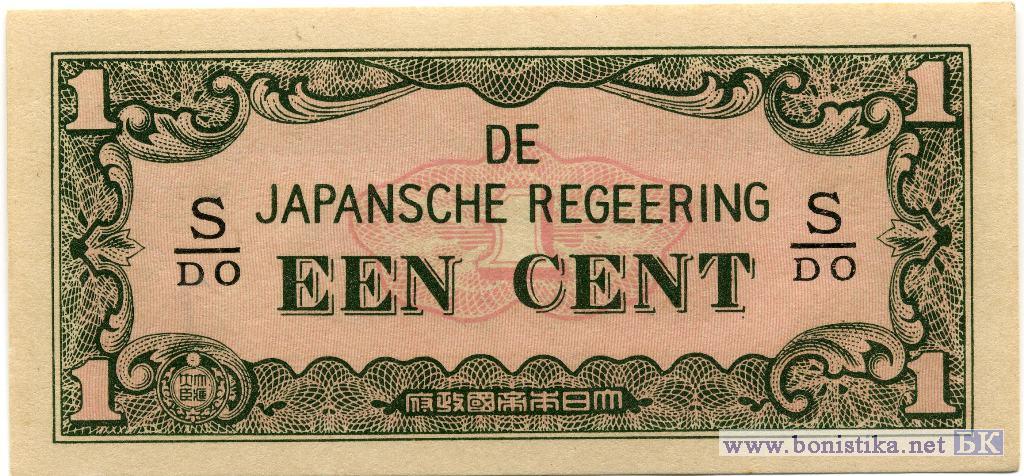 1 1
DE
JAPANSCHE REGEERING
S/DO S/DO
EEN CENT
1 1
府政國帝本日大
www.bonistika.net БК